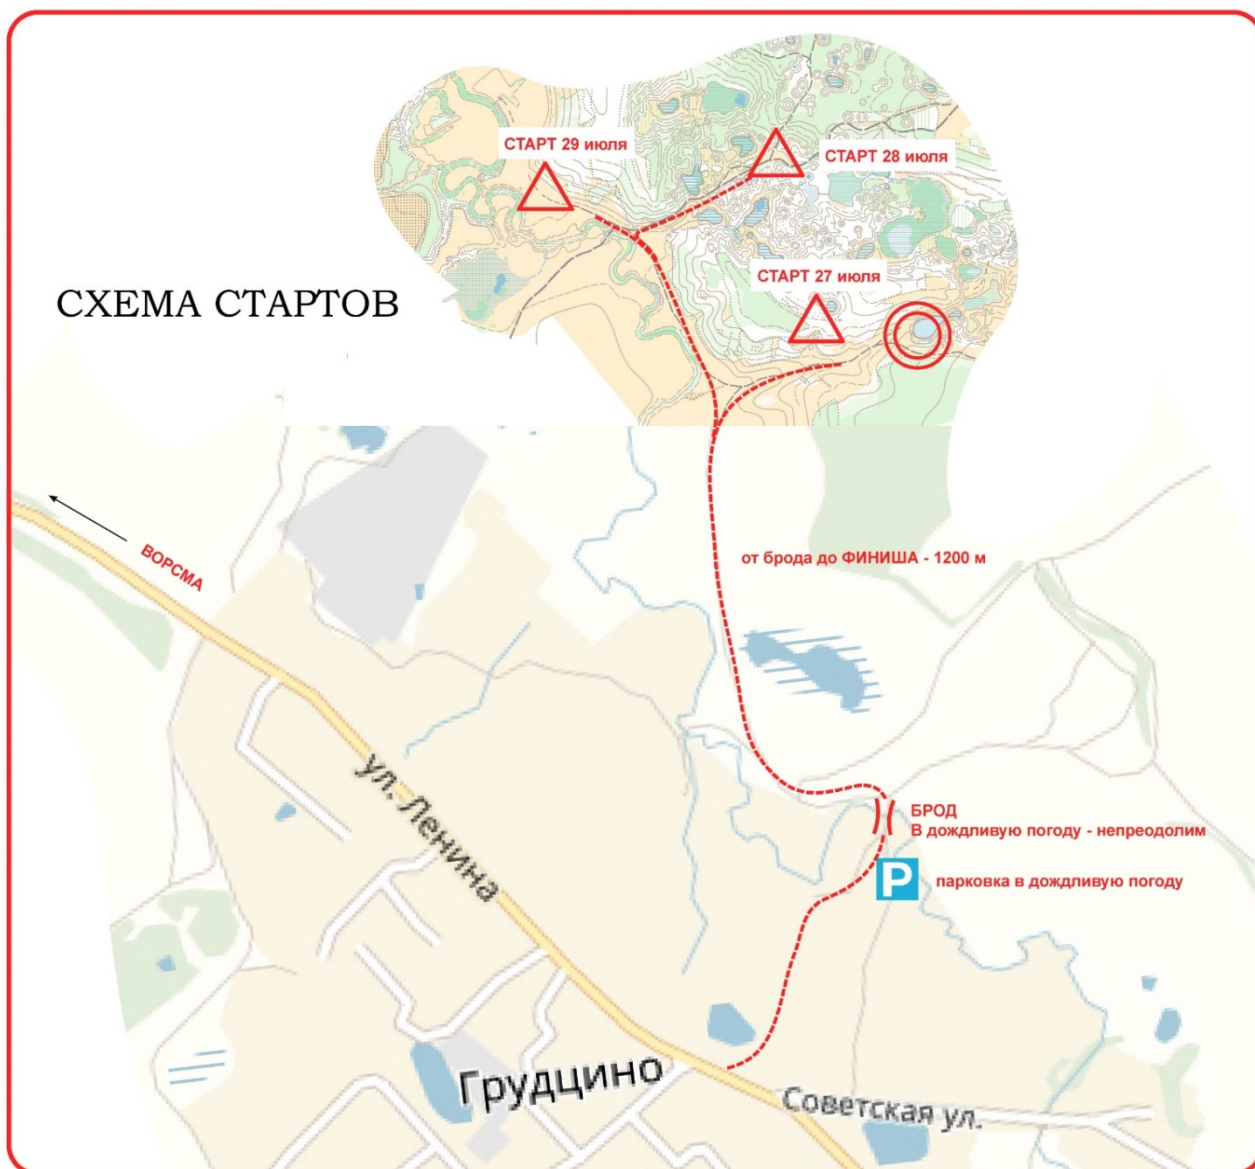 СТАРТ 29 июля
СТАРТ 28 июля
СТАРТ 27 июля
СХЕМА СТАРТОВ
ВОРСМА
от брода до ФИНИША - 1200 м
ул. Ленина
БРОД
В дождливую погоду - непреодолим
P
парковка в дождливую погоду
Грудцино
Советская ул.